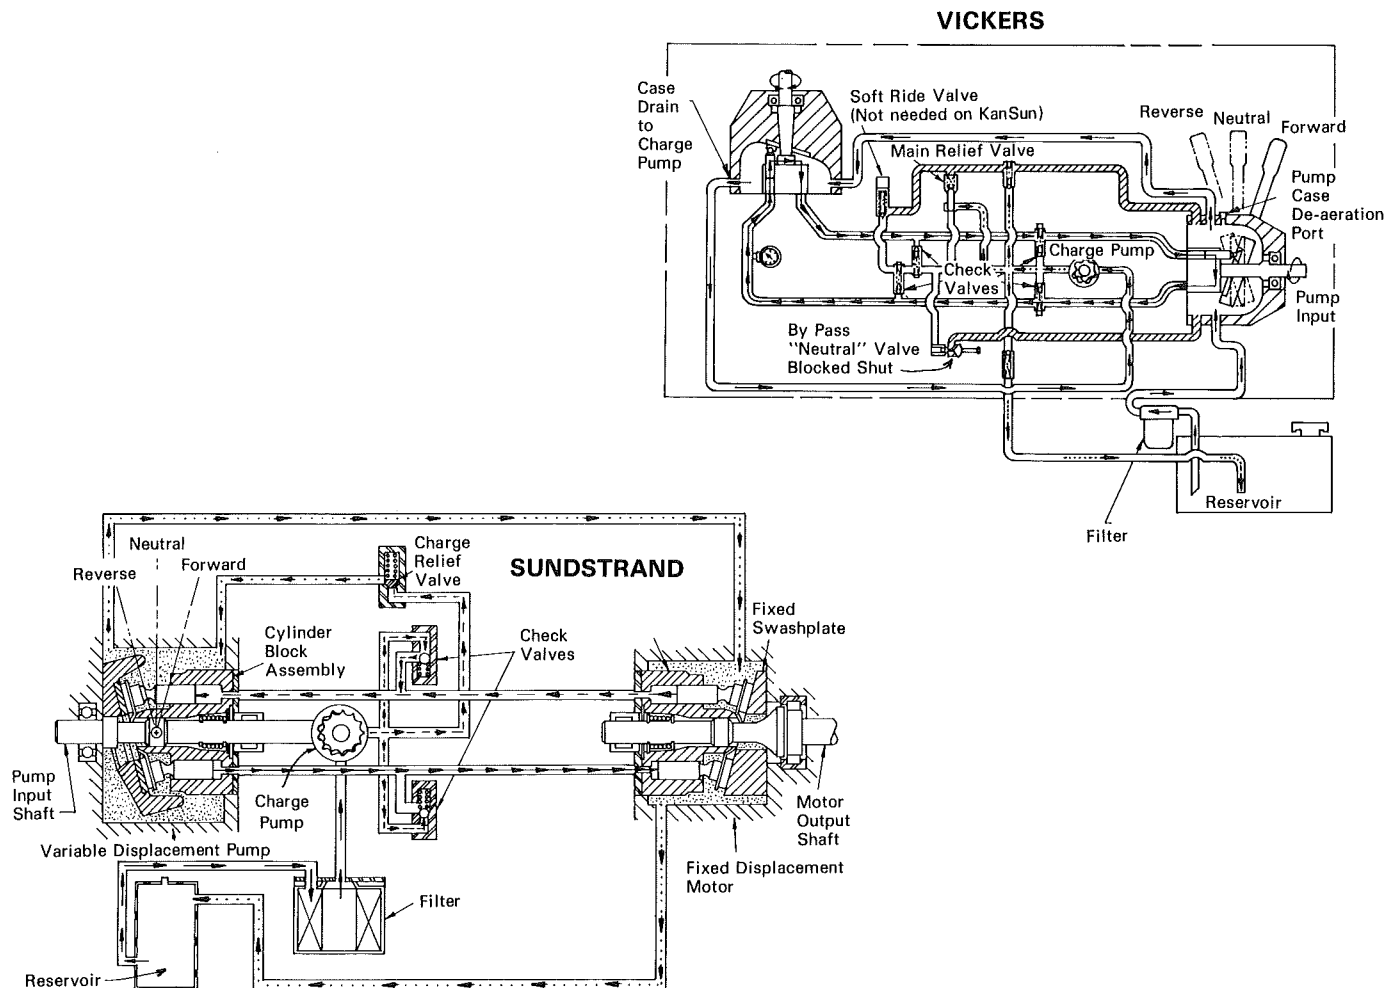 VICKERS
Case
Drain
to
Charge
Pump
Soft Ride Valve
(Not needed on KanSun)
Main Relief Valve
Reverse
Neutral
Forward
Pump
Case
De-aeration
Port
Charge Pump
Check
Valves
Pump
Input
By Pass
"Neutral" Valve
Blocked Shut
Reservoir
Filter
SUNDSTRAND
Neutral
Reverse
Forward
Charge
Relief
Valve
Cylinder
Block
Assembly
Check
Valves
Fixed
Swashplate
Pump
Input
Shaft
Charge
Pump
Motor
Output
Shaft
Variable Displacement Pump
Fixed Displacement
Motor
Filter
Reservoir